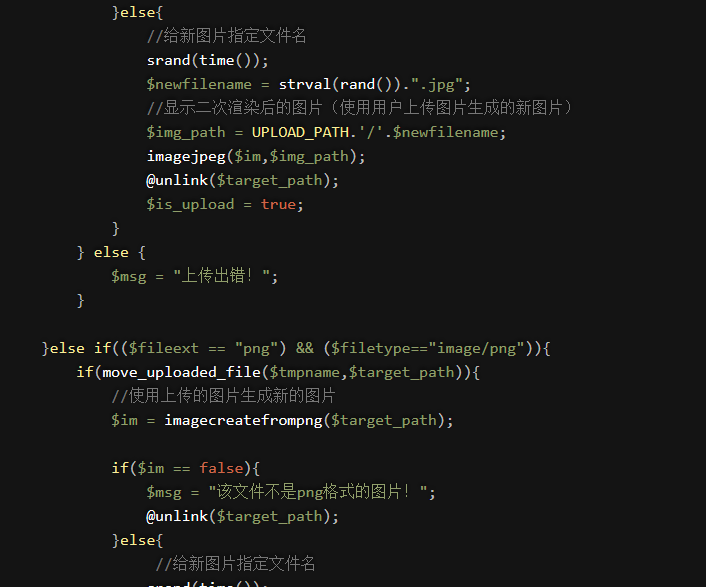 }else{
//给新图片指定文件名
srand(time());
$newfilename = strval(rand()).".jpg";
//显示二次渲染后的图片（使用用户上传图片生成的新图片）
$img_path = UPLOAD_PATH.'/'.$newfilename;
imagejpeg($im,$img_path);
@unlink($target_path);
$is_upload = true;
}
} else {
$msg = "上传出错！";
}
}else if(($fileext == "png") && ($filetype=="image/png")){
if(move_uploaded_file($tmpname,$target_path)){
//使用上传的图片生成新的图片
$im = imagecreatefrompng($target_path);
if($im == false){
$msg = "该文件不是png格式的图片！";
@unlink($target_path);
}else{
//给新图片指定文件名
srand(time());